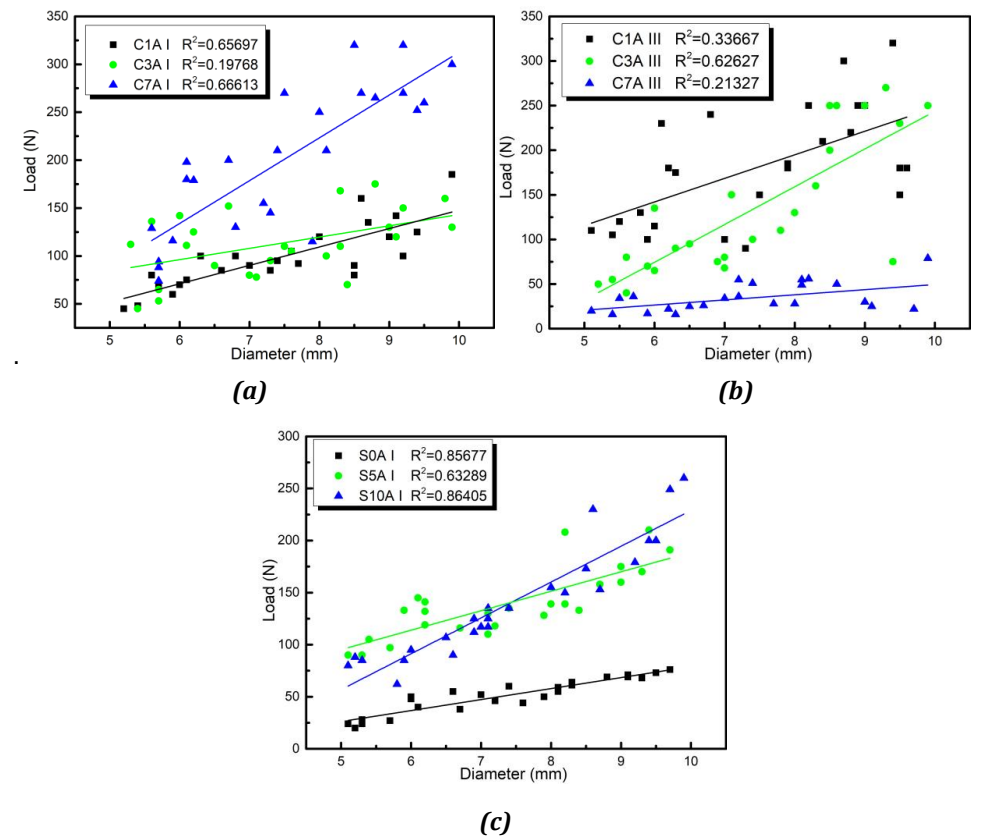 C1A I R²=0.65697
C3A I R²=0.19768
C7A I R²=0.66613
350
300
250
200
150
100
50
Load (N)
5 6 7 8 9 10
Diameter (mm)
(a)
C1A III R²=0.33667
C3A III R²=0.62627
C7A III R²=0.21327
350
300
250
200
150
100
50
0
Load (N)
5 6 7 8 9 10
Diameter (mm)
(b)
S0A I R²=0.85677
S5A I R²=0.63289
S10A I R²=0.86405
300
250
200
150
100
50
0
Load (N)
5 6 7 8 9 10
Diameter (mm)
(c)